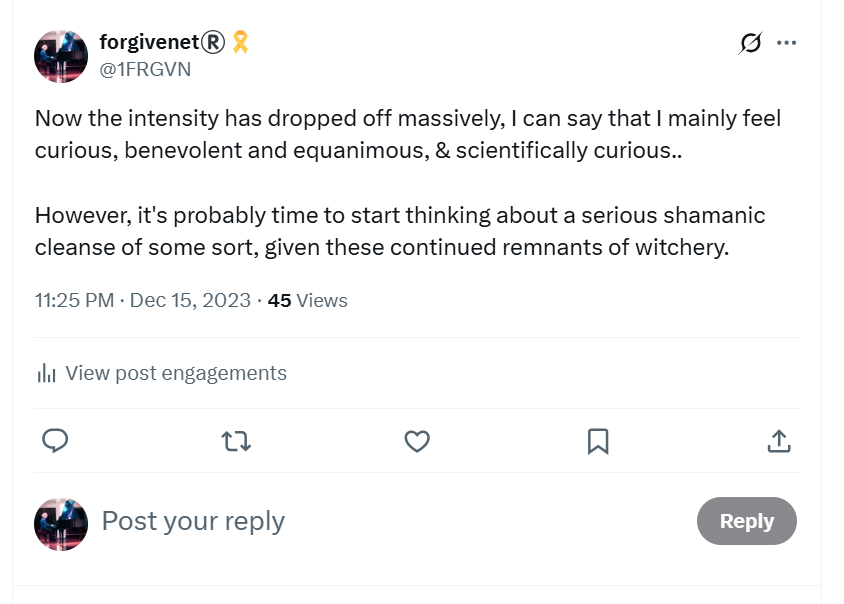 forgivenet®🎗️
@1FRGVN
Now the intensity has dropped off massively, I can say that I mainly feel
curious, benevolent and equanimous, & scientifically curious..
However, it's probably time to start thinking about a serious shamanic
cleanse of some sort, given these continued remnants of witchery.
11:25 PM · Dec 15, 2023 · 45 Views
View post engagements
Post your reply
Reply